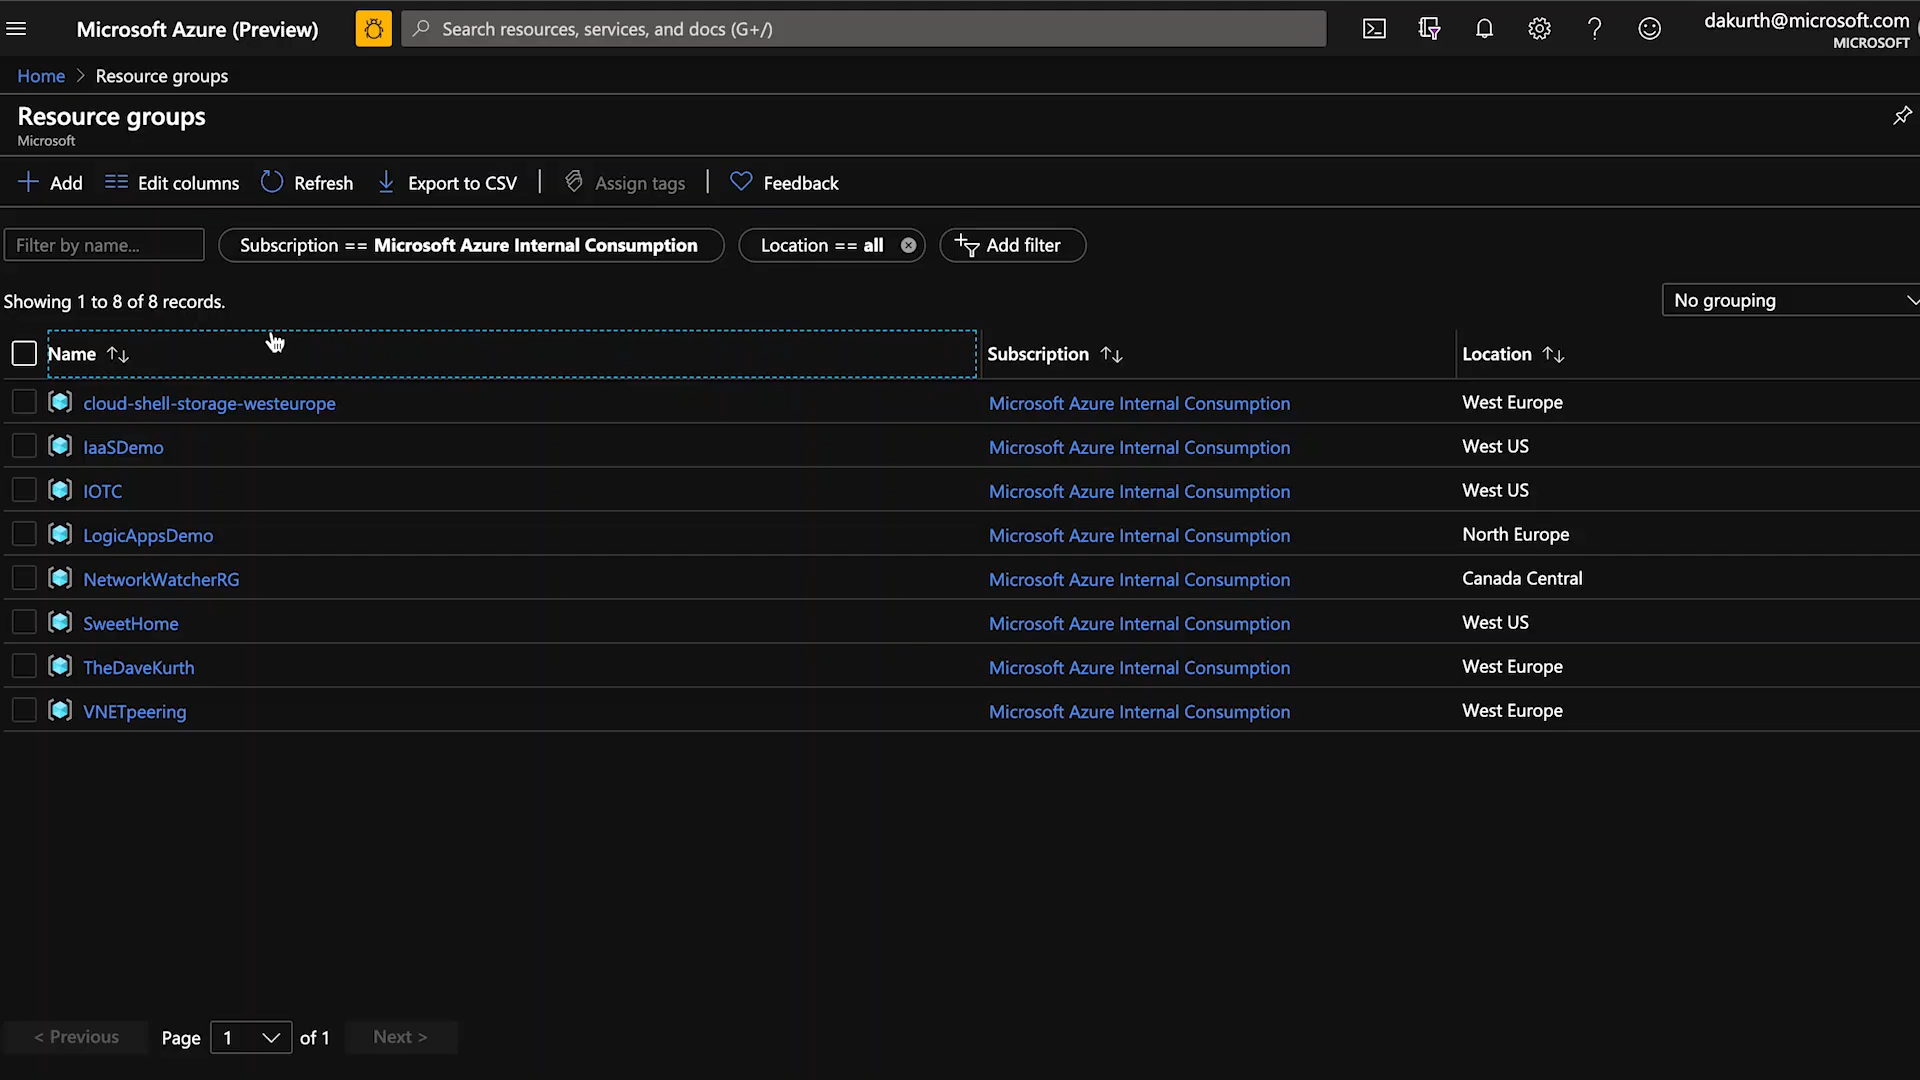 Microsoft Azure (Preview)
Search resources, services, and docs (G+/)
dakurth@microsoft.com
MICROSOFT
Home > Resource groups
Resource groups
Microsoft
Add
Edit columns
Refresh
Export to CSV
Assign tags
Feedback
Filter by name...
Subscription == Microsoft Azure Internal Consumption
Location == all
Add filter
Showing 1 to 8 of 8 records.
No grouping
Name Subscription Location
cloud-shell-storage-westeurope Microsoft Azure Internal Consumption West Europe
IaaSDemo Microsoft Azure Internal Consumption West US
IOTC Microsoft Azure Internal Consumption West US
LogicAppsDemo Microsoft Azure Internal Consumption North Europe
NetworkWatcherRG Microsoft Azure Internal Consumption Canada Central
SweetHome Microsoft Azure Internal Consumption West US
TheDaveKurth Microsoft Azure Internal Consumption West Europe
VNETpeering Microsoft Azure Internal Consumption West Europe
< Previous Page 1 of 1 Next >